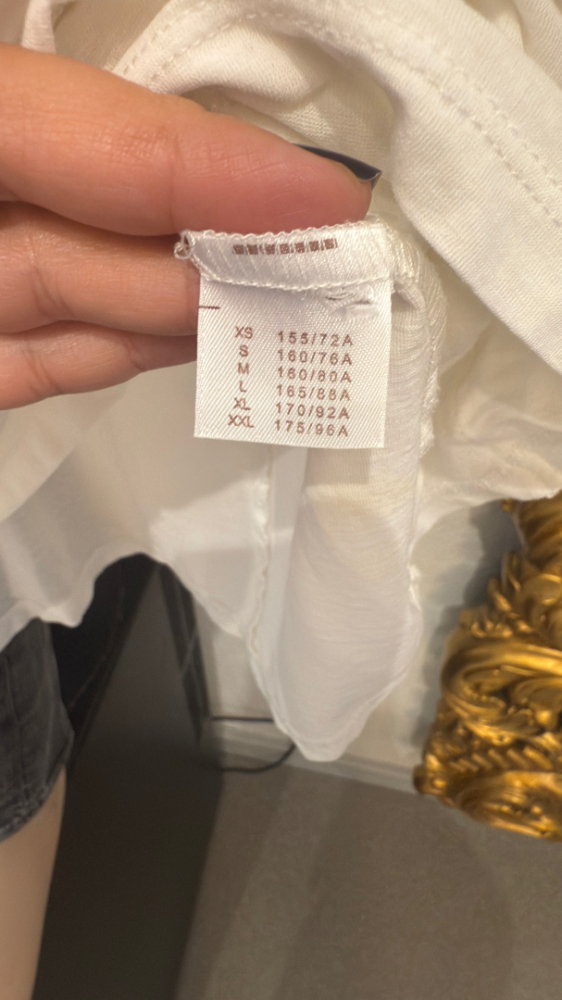 XS 155/72A
S 160/76A
M 160/80A
L 165/88A
XL 170/92A
XXL 175/96A